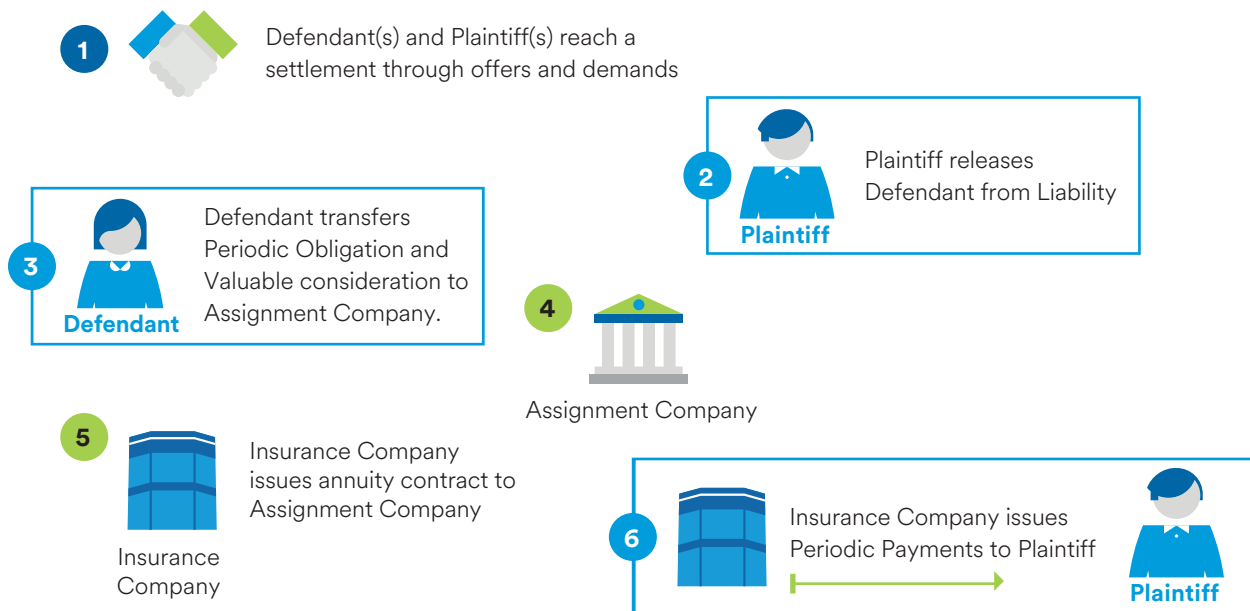 1
Defendant(s) and Plaintiff(s) reach a
settlement through offers and demands
2
Plaintiff releases
Defendant from Liability
Plaintiff
3
Defendant transfers
Periodic Obligation and
Valuable consideration to
Assignment Company.
Defendant
4
Assignment Company
5
Insurance Company
issues annuity contract to
Assignment Company
Insurance
Company
6
Insurance Company issues
Periodic Payments to Plaintiff
Plaintiff